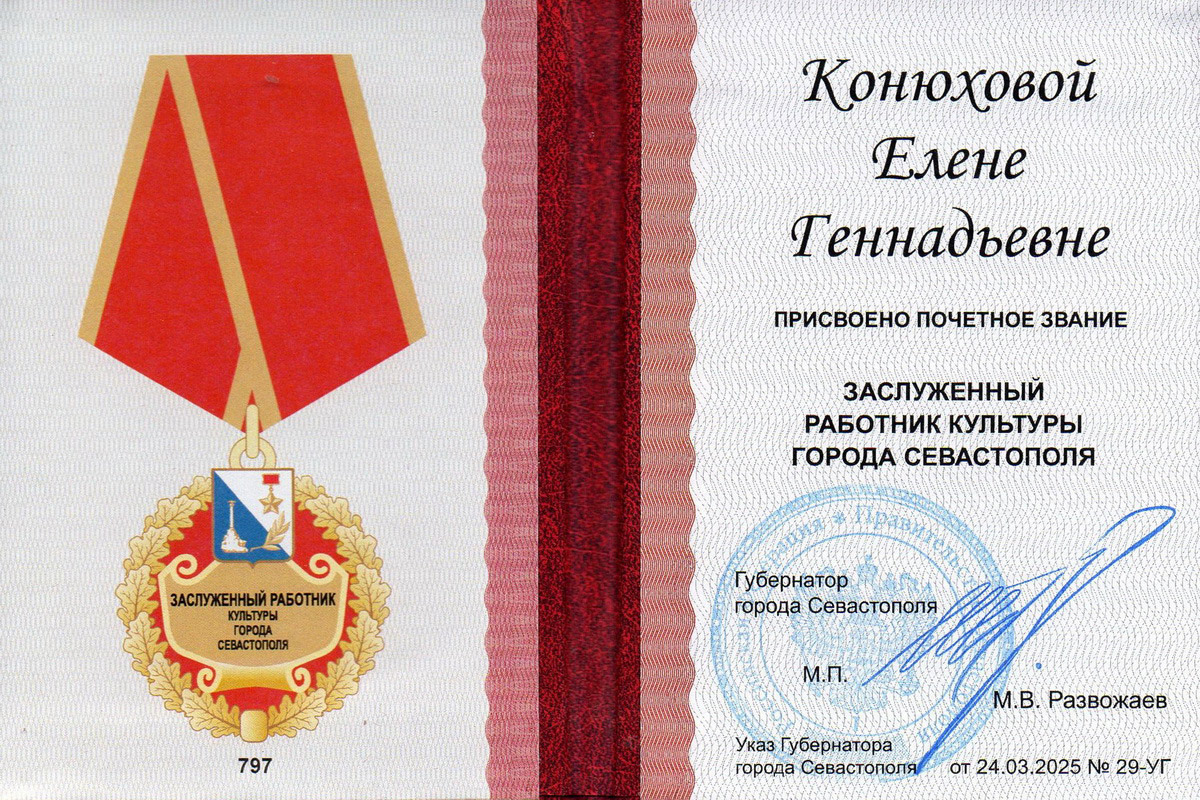 ЗАСЛУЖЕННЫЙ РАБОТНИК
КУЛЬТУРЫ
ГОРОДА
СЕВАСТОПОЛЯ
797
Конюховой
Елене
Геннадьевне
ПРИСВОЕНО ПОЧЕТНОЕ ЗВАНИЕ
ЗАСЛУЖЕННЫЙ
РАБОТНИК КУЛЬТУРЫ
ГОРОДА СЕВАСТОПОЛЯ
Губернатор
города Севастополя
М.П.
М.В. Развожаев
Указ Губернатора
города Севастополя от 24.03.2025 № 29-УГ